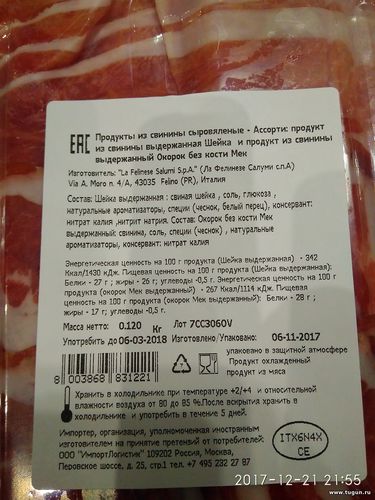 EAC
Продукты из свинины сыровяленые - Ассорти: продукт
из свинины выдержанная Шейка и продукт из свинины
выдержанный Окорок без кости Мек
Изготовитель: "La Felinese Salumi S.p.A." (Ла Фелинезе Салуми с.п.А)
Via A. Moro n. 4/A, 43035 Felino (PR), Италия
Состав: Шейка выдержанная : свиная шейка , соль, глюкоза ,
натуральные ароматизаторы, специи (чеснок, белый перец), консервант:
нитрат калия ,нитрит натрия. Состав: Окорок без кости Мек
выдержанный: свинина, соль, специи (чеснок) , натуральные
ароматизаторы, консервант: нитрат калия
Энергетическая ценность на 100 г продукта (Шейка выдержанная) - 342
Ккал/1430 кДж. Пищевая ценность на 100 г продукта (Шейка выдержанная):
Белки - 27 г ; жиры - 26 г; углеводы -0,5 г. Энергетическая ценность на 100 г
продукта (окорок Мек выдержанный) - 267 Ккал/1114 кДж. Пищевая
ценность на 100 г продукта (окорок Мек выдержанный): Белки - 28 г ;
жиры - 17 г; углеводы -0,5г.
Масса нетто: 0.120 Кг Лот 7CC3060V
Употребить до 06-03-2018 Изготовлено/Упаковано: 06-11-2017
упаковано в защитной атмосфере
Продукт охлажденный
продукт из мяса
8 003868 831221
Хранить в холодильнике при температуре +2/+4 и относительной
влажности воздуха от 80 до 85 %.После вскрытия хранить в
холодильнике и употребить в течение 5 дней.
Импортер, организация, уполномоченная иностранным
изготовителем на принятие претензий от потребителей:
ООО "ИмпортЛогистик" 109202 Россия, Москва,
Перовское шоссе, д. 25, стр.1 тел. +7 495 232 27 87
ITX6N4X
CE
2017-12-21 21:55
www.tugun.ru